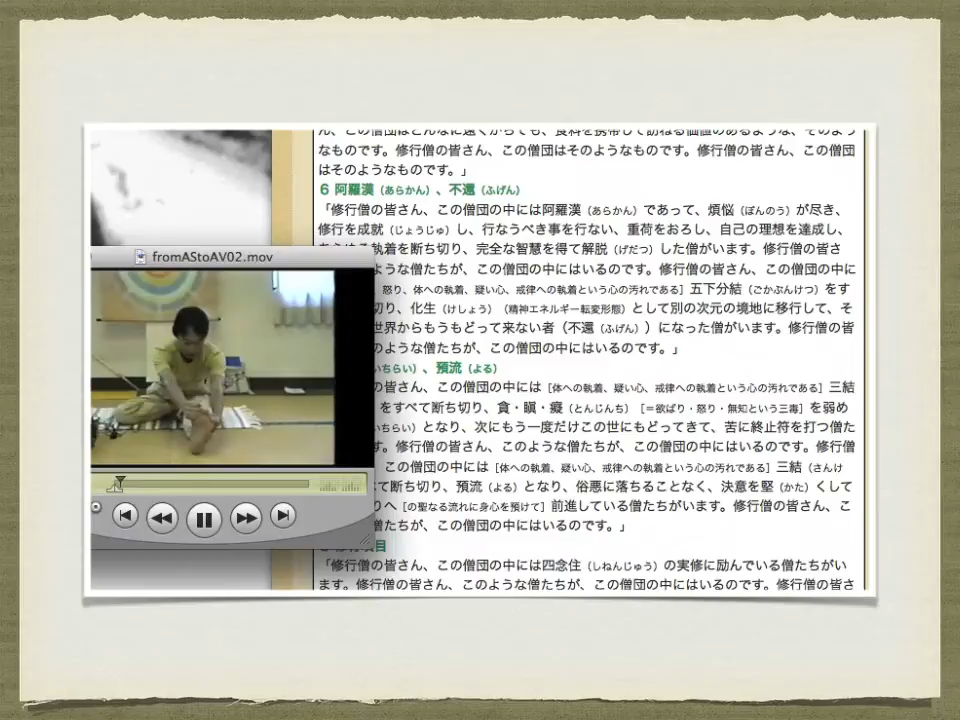 なものです。修行僧の皆さん、この僧団はそのようなものです。修行僧の皆さん、この僧団
はそのようなものです。」
6 阿羅漢（あらかん）、不還（ふげん）
「修行僧の皆さん、この僧団の中には阿羅漢（あらかん）であって、煩悩（ぼんのう）が尽き、
修行を成就（じょうじゅ）し、行なうべき事を行ない、重荷をおろし、自己の理想を達成し、
執着を断ち切り、完全な智慧を得て解脱（げだつ）した僧がいます。修行僧の皆さ
fromAStoAV02.mov
ような僧たちが、この僧団の中にはいるのです。修行僧の皆さん、この僧団の中に
怒り、体への執着、疑い心、戒律への執着という心の汚れである］五下分結（ごかぶんけつ）をす
切り、化生（けしょう）（精神エネルギー転変形態）として別の次元の境地に移行して、そ
世界からもうもどって来ない者（不還（ふげん））になった僧がいます。修行僧の皆
のような僧たちが、この僧団の中にはいるのです。」
いちらい）、預流（よる）
の皆さん、この僧団の中には［体への執着、疑い心、戒律への執着という心の汚れである］三結
をすべて断ち切り、貪・瞋・癡（とんじんち）［＝欲ばり・怒り・無知という三毒］を弱め
いちらい）となり、次にもう一度だけこの世にもどってきて、苦に終止符を打つ僧た
す。修行僧の皆さん、このような僧たちが、この僧団の中にはいるのです。修行僧
この僧団の中には［体への執着、疑い心、戒律への執着という心の汚れである］三結（さんけ
て断ち切り、預流（よる）となり、俗悪に落ちることなく、決意を堅（かた）くして
りへ［の聖なる流れに身心を預けて］前進している僧たちがいます。修行僧の皆さん、こ
僧たちが、この僧団の中にはいるのです。」
項目
「修行僧の皆さん、この僧団の中には四念住（しねんじゅう）の実修に励んでいる僧たちがい
ます。修行僧の皆さん、このような僧たちが、この僧団の中にはいるのです。修行僧の皆さ